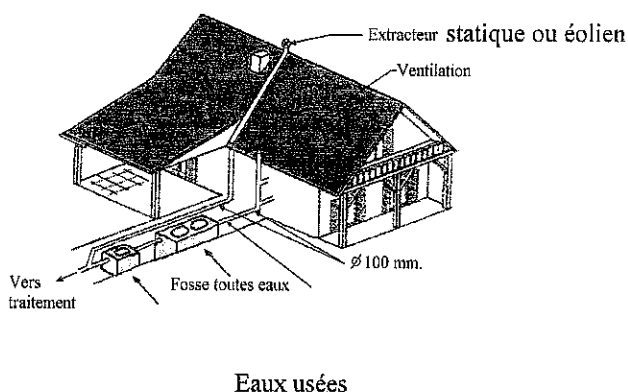 Extracteur statique ou éolien
Ventilation
Ø 100 mm.
Vers
traitement
Fosse toutes eaux
Eaux usées